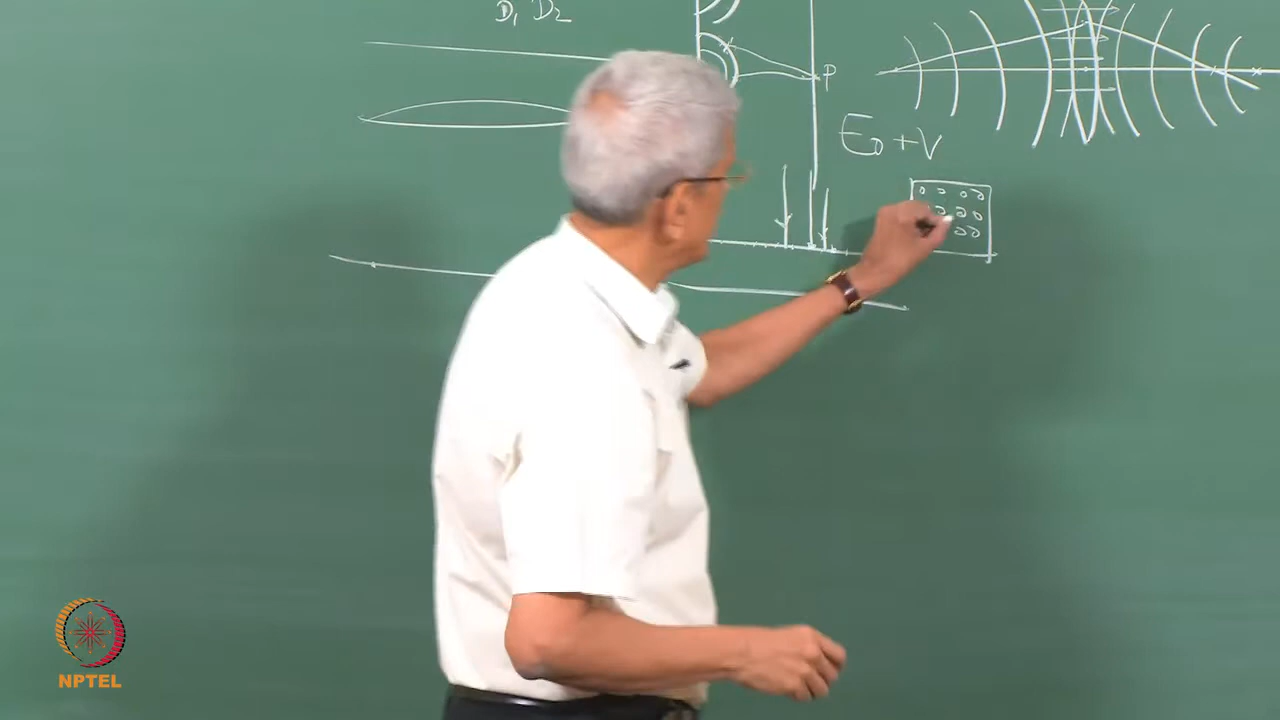 D₁ D₂
P
E₀ + V
NPTEL